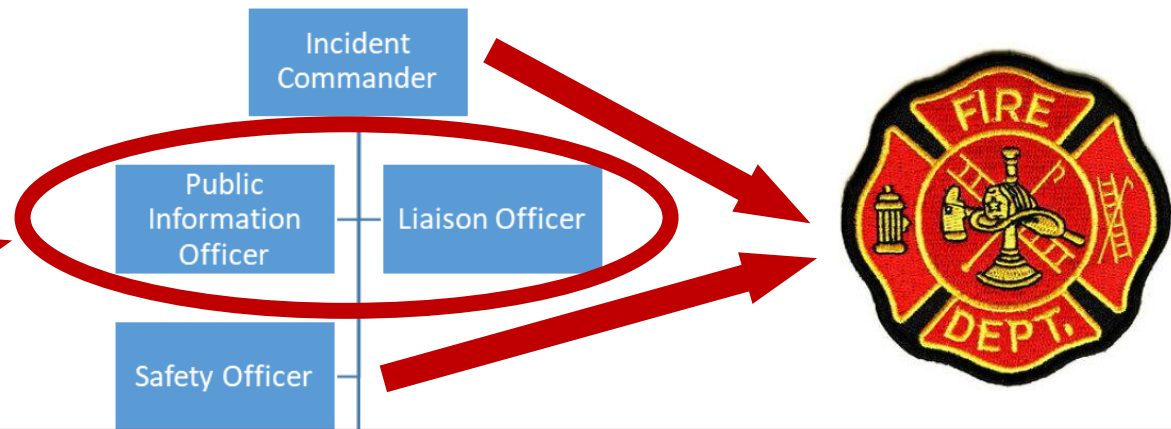 Incident
Commander
Public
Information
Officer
Liaison Officer
Safety Officer
FIRE
DEPT.